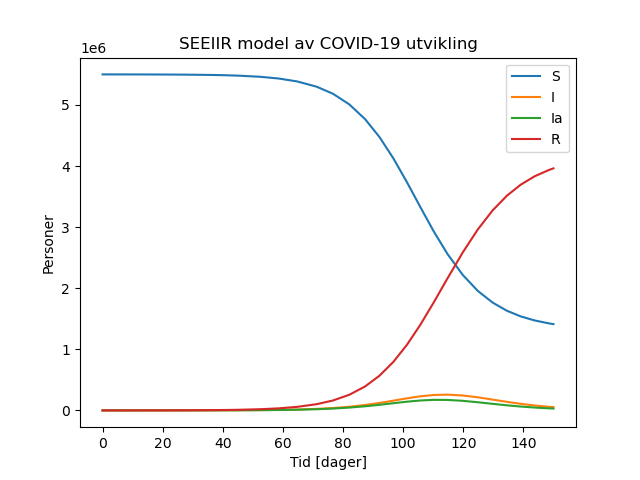 SEEIIR model av COVID-19 utvikling
1e6
S
I
Ia
R
5
4
3
2
1
0
Personer
0 20 40 60 80 100 120 140
Tid [dager]